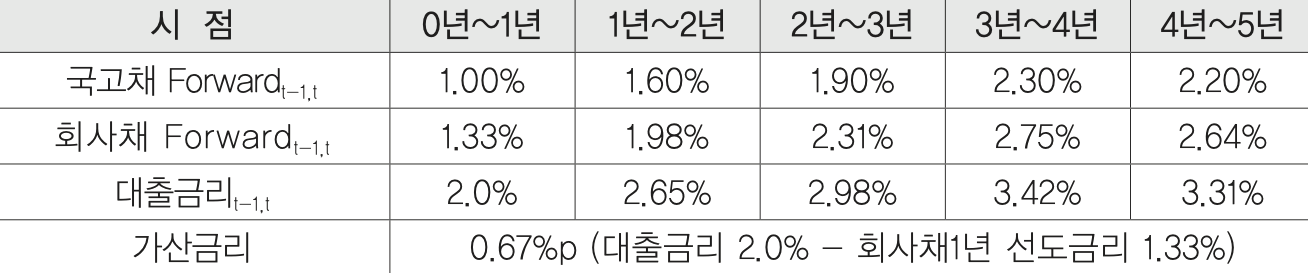 시 점 0년~1년 1년~2년 2년~3년 3년~4년 4년~5년
국고채 Forwardt-1,t 1.00% 1.60% 1.90% 2.30% 2.20%
회사채 Forwardt-1,t 1.33% 1.98% 2.31% 2.75% 2.64%
대출금리t-1,t 2.0% 2.65% 2.98% 3.42% 3.31%
가산금리 0.67%p (대출금리 2.0% - 회사채1년 선도금리 1.33%)